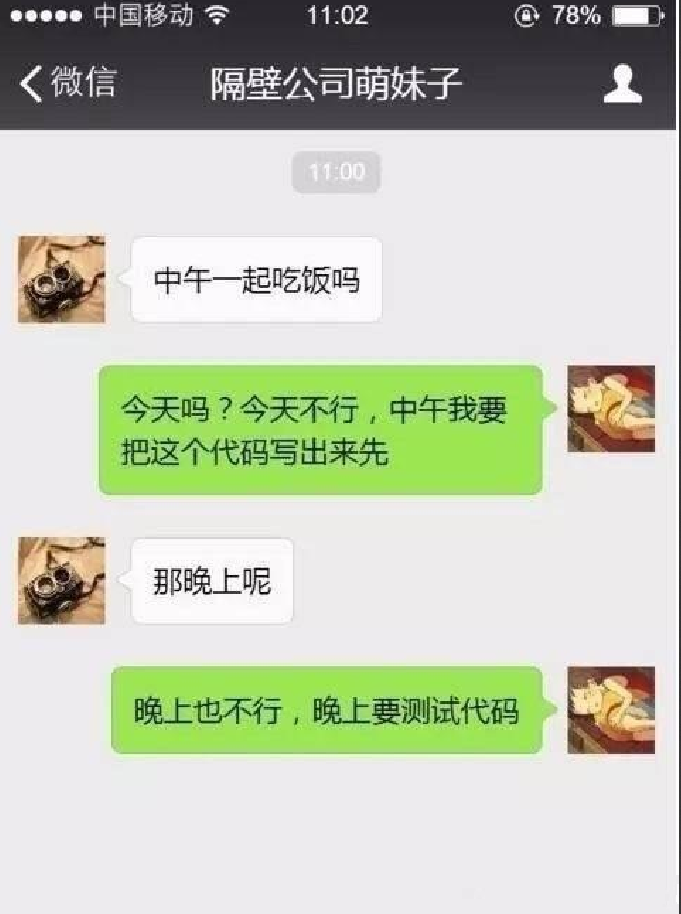 中国移动 11:02 78%
微信 隔壁公司萌妹子
11:00
中午一起吃饭吗
今天吗？今天不行，中午我要
把这个代码写出来先
那晚上呢
晚上也不行，晚上要测试代码